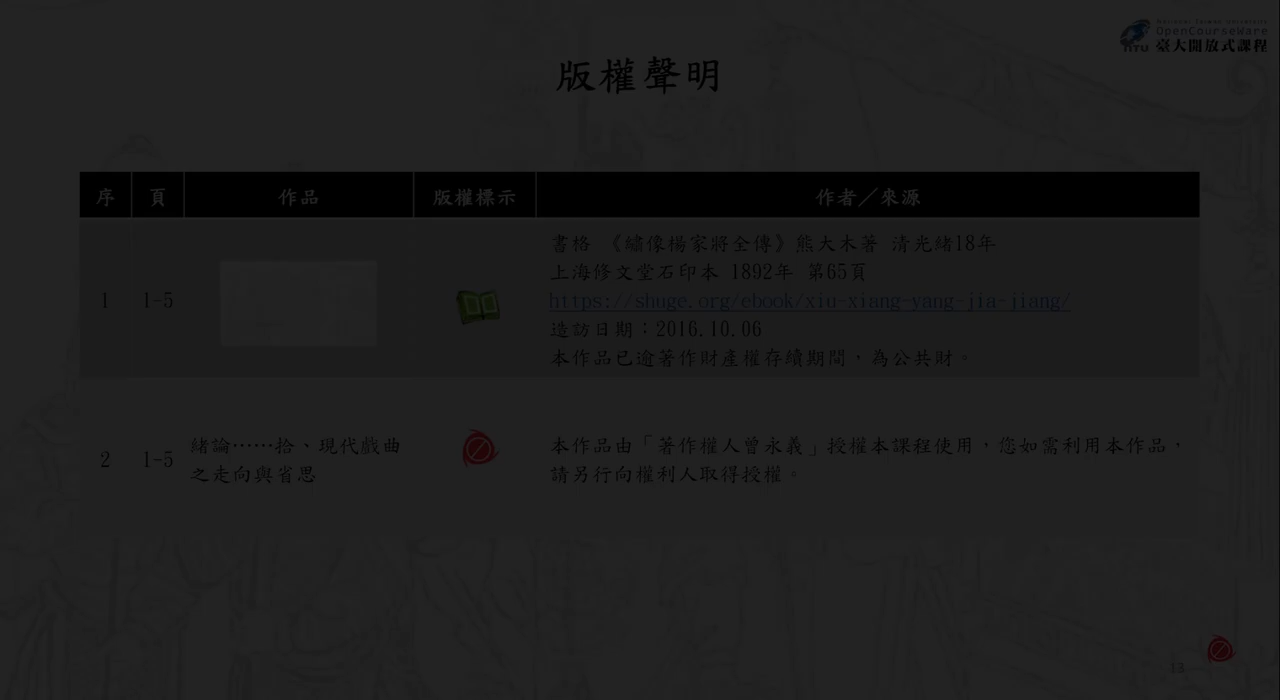 National Taiwan University
OpenCourseWare
NTU 臺大開放式課程
版權聲明
序 頁 作品 版權標示 作者／來源
1 1-5
書格 《繡像楊家將全傳》熊大木著 清光緒18年
上海修文堂石印本 1892年 第65頁
https://shuge.org/ebook/xiu-xiang-yang-jia-jiang/
造訪日期：2016.10.06
本作品已逾著作財產權存續期間，為公共財。
2 1-5
緒論……拾、現代戲曲
之走向與省思
本作品由「著作權人曾永義」授權本課程使用，您如需利用本作品，
請另行向權利人取得授權。
13